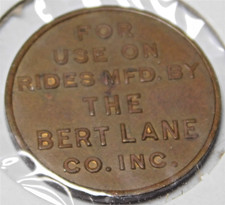 FOR
USE ON
RIDES MFD. BY
THE
BERT LANE
CO. INC.